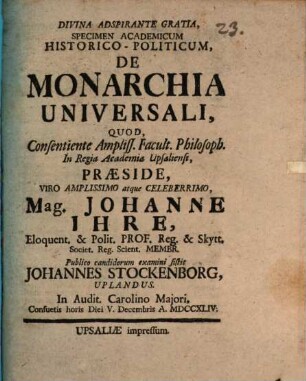 23.
DIVINA ADSPIRANTE GRATIA,
SPECIMEN ACADEMICUM
HISTORICO-POLITICUM,
DE
MONARCHIA
UNIVERSALI,
QUOD,
Consentiente Ampliss. Facult. Philosoph.
In Regia Academia Upsaliensi,
PRÆSIDE,
VIRO AMPLISSIMO atque CELEBERRIMO,
Mag. JOHANNE
IHRE,
Eloquent. & Polit. PROF. Reg. & Skytt.
Societ. Reg. Scient. MEMBR.
Publico candidorum examini sistit
JOHANNES STOCKENBORG,
UPLANDUS.
In Audit. Carolino Majori,
Consuetis horis Diei V. Decembris A. MDCCXLIV.
UPSALIÆ impressum.